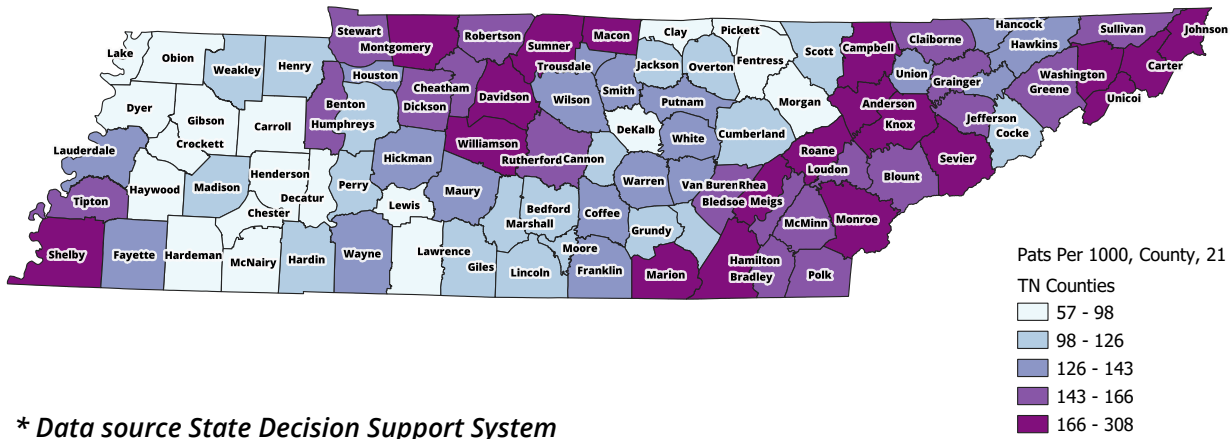 Stewart
Montgomery
Robertson
Sumner
Macon
Clay
Pickett
Hancock
Sullivan
Johnson
Lake
Obion
Weakley
Henry
Houston
Trousdale
Jackson
Overton
Fentress
Scott
Campbell
Claiborne
Hawkins
Union
Grainger
Washington
Carter
Greene
Unicoi
Dyer
Gibson
Crockett
Carroll
Benton
Humphreys
Cheatham
Dickson
Davidson
Wilson
Smith
Putnam
Morgan
Anderson
Knox
Jefferson
Cocke
Lauderdale
Haywood
Madison
Henderson
Decatur
Chester
Perry
Hickman
Williamson
Rutherford
Cannon
DeKalb
White
Cumberland
Roane
Loudon
Sevier
Blount
Tipton
Lewis
Maury
Bedford
Marshall
Coffee
Warren
Van Buren
Rhea
Bledsoe
Meigs
McMinn
Monroe
Shelby
Fayette
Hardeman
McNairy
Hardin
Wayne
Lawrence
Giles
Lincoln
Moore
Franklin
Grundy
Marion
Hamilton
Bradley
Polk
Pats Per 1000, County, 21
TN Counties
57 - 98
98 - 126
126 - 143
143 - 166
166 - 308
* Data source State Decision Support System